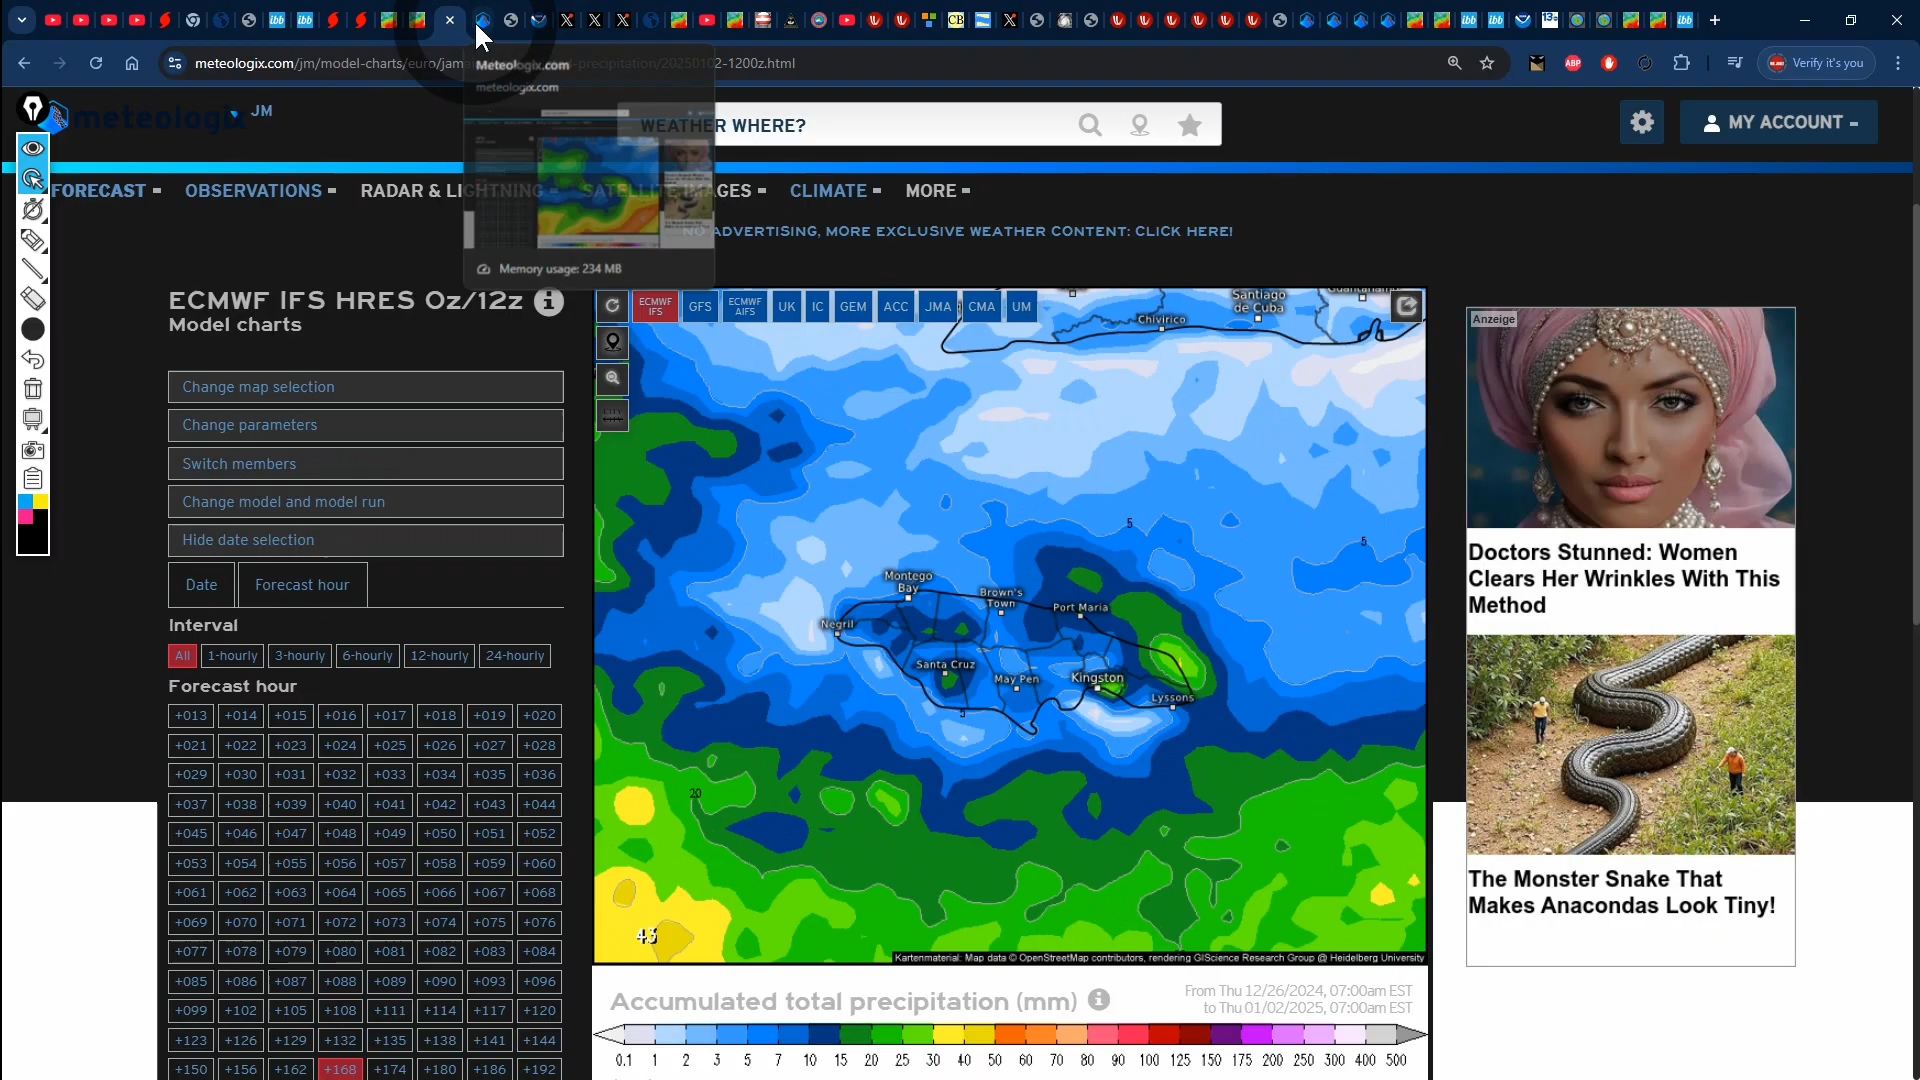 Verify it's you
meteologix.com/jm/model-charts/euro/jam
-precipitation/20250102-1200z.html
Meteologix.com
meteologix.com
meteologix
JM
WEATHER WHERE?
MY ACCOUNT
FORECAST
OBSERVATIONS
RADAR & LIGHTNING
SATELLITE IMAGES
CLIMATE
MORE
NO ADVERTISING, MORE EXCLUSIVE WEATHER CONTENT: CLICK HERE!
Memory usage: 234 MB
ECMWF IFS HRES 0z/12z
Model charts
Change map selection
Change parameters
Switch members
Change model and model run
Hide date selection
Date Forecast hour
Interval
All 1-hourly 3-hourly 6-hourly 12-hourly 24-hourly
Forecast hour
+013 +014 +015 +016 +017 +018 +019 +020
+021 +022 +023 +024 +025 +026 +027 +028
+029 +030 +031 +032 +033 +034 +035 +036
+037 +038 +039 +040 +041 +042 +043 +044
+045 +046 +047 +048 +049 +050 +051 +052
+053 +054 +055 +056 +057 +058 +059 +060
+061 +062 +063 +064 +065 +066 +067 +068
+069 +070 +071 +072 +073 +074 +075 +076
+077 +078 +079 +080 +081 +082 +083 +084
+085 +086 +087 +088 +089 +090 +093 +096
+099 +102 +105 +108 +111 +114 +117 +120
+123 +126 +129 +132 +135 +138 +141 +144
+150 +156 +162 +168 +174 +180 +186 +192
ECMWF IFS GFS ECMWF AIFS UK IC GEM ACC JMA CMA UM
Santiago
de Cuba
Guantanamo
Chivirico
5
5
Montego
Bay
Brown's
Town
Port Maria
Negril
Santa Cruz
May Pen
Kingston
Lyssons
5
20
43
Kartenmaterial: Map data © OpenStreetMap contributors, rendering GIScience Research Group @ Heidelberg University
Accumulated total precipitation (mm)
From Thu 12/26/2024, 07:00am EST
to Thu 01/02/2025, 07:00am EST
0.1 1 2 3 5 7 10 15 20 25 30 40 50 60 70 80 90 100 125 150 175 200 250 300 400 500
Anzeige
Doctors Stunned: Women
Clears Her Wrinkles With This
Method
The Monster Snake That
Makes Anacondas Look Tiny!